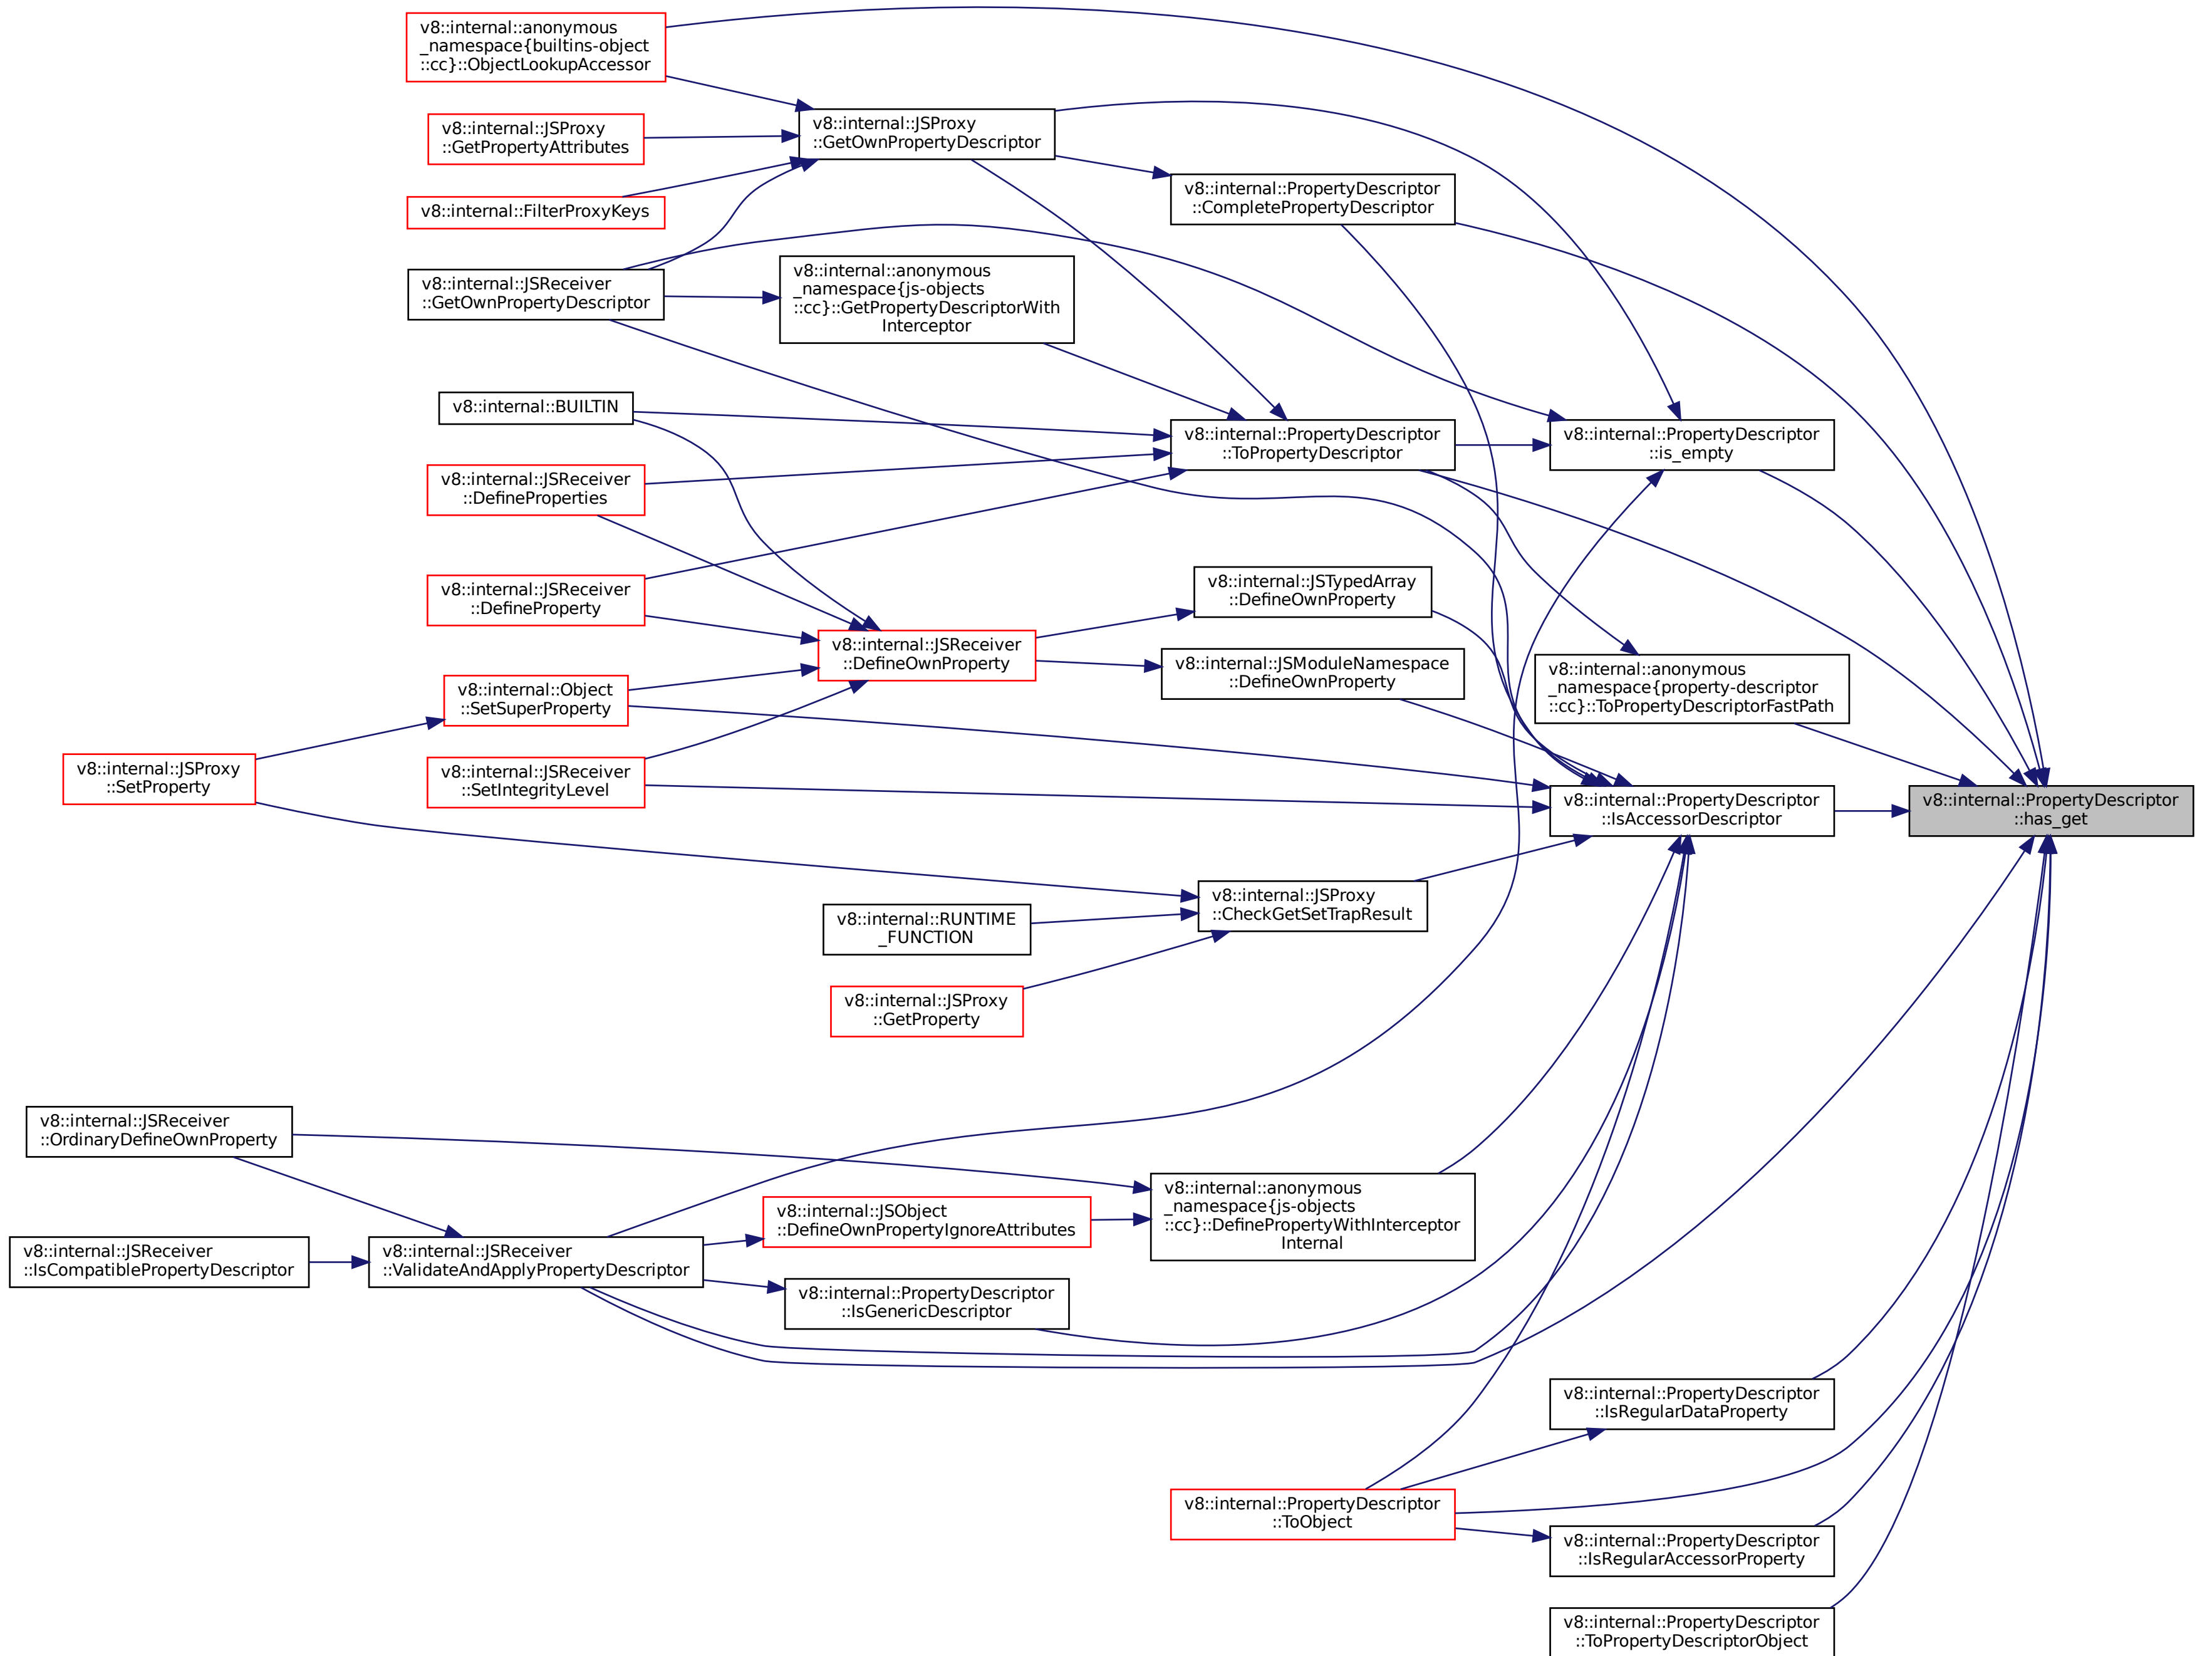 v8::internal::anonymous
_namespace{builtins-object
::cc}::ObjectLookupAccessor
v8::internal::JSProxy
::GetPropertyAttributes
v8::internal::FilterProxyKeys
v8::internal::JSReceiver
::GetOwnPropertyDescriptor
v8::internal::JSProxy
::GetOwnPropertyDescriptor
v8::internal::PropertyDescriptor
::CompletePropertyDescriptor
v8::internal::anonymous
_namespace{js-objects
::cc}::GetPropertyDescriptorWith
Interceptor
v8::internal::BUILTIN
v8::internal::JSReceiver
::DefineProperties
v8::internal::JSReceiver
::DefineProperty
v8::internal::PropertyDescriptor
::ToPropertyDescriptor
v8::internal::PropertyDescriptor
::is_empty
v8::internal::JSTypedArray
::DefineOwnProperty
v8::internal::JSReceiver
::DefineOwnProperty
v8::internal::JSModuleNamespace
::DefineOwnProperty
v8::internal::anonymous
_namespace{property-descriptor
::cc}::ToPropertyDescriptorFastPath
v8::internal::Object
::SetSuperProperty
v8::internal::JSProxy
::SetProperty
v8::internal::JSReceiver
::SetIntegrityLevel
v8::internal::PropertyDescriptor
::IsAccessorDescriptor
v8::internal::PropertyDescriptor
::has_get
v8::internal::JSProxy
::CheckGetSetTrapResult
v8::internal::RUNTIME
_FUNCTION
v8::internal::JSProxy
::GetProperty
v8::internal::JSReceiver
::OrdinaryDefineOwnProperty
v8::internal::anonymous
_namespace{js-objects
::cc}::DefinePropertyWithInterceptor
Internal
v8::internal::JSObject
::DefineOwnPropertyIgnoreAttributes
v8::internal::JSReceiver
::IsCompatiblePropertyDescriptor
v8::internal::JSReceiver
::ValidateAndApplyPropertyDescriptor
v8::internal::PropertyDescriptor
::IsGenericDescriptor
v8::internal::PropertyDescriptor
::IsRegularDataProperty
v8::internal::PropertyDescriptor
::ToObject
v8::internal::PropertyDescriptor
::IsRegularAccessorProperty
v8::internal::PropertyDescriptor
::ToPropertyDescriptorObject